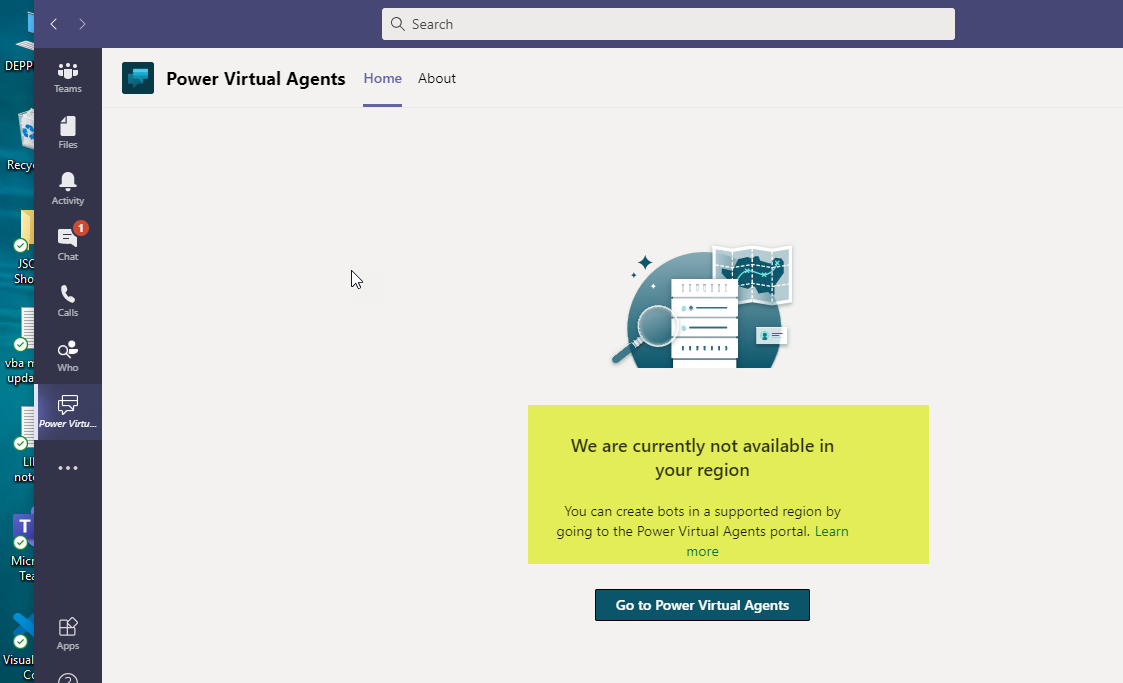 Search
DEPP
Recy
JSC
Sho
vba m
upda
LII
note
T
Micr
Tea
Visual
Co
Teams
Files
Activity
1
Chat
Calls
Who
Power Virtu...
Apps
Power Virtual Agents
Home
About
We are currently not available in
your region
You can create bots in a supported region by
going to the Power Virtual Agents portal. Learn
more
Go to Power Virtual Agents